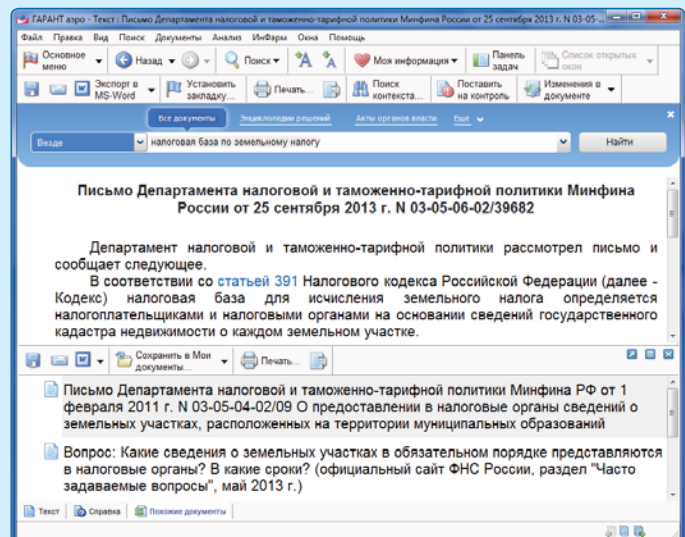 ГАРАНТ аэро - Текст : Письмо Департамента налоговой и таможенно-тарифной политики Минфина России от 25 сентября 2013 г. N 03-05-...
Файл Правка Вид Поиск Документы Анализ ИнФарм Окна Помощь
Основное меню Назад Поиск Моя информация Панель задач Список открытых окон
Экспорт в MS-Word Установить закладку... Печать... Поиск контекста... Поставить на контроль Изменения в документе
Все документы Энциклопедии решений Акты органов власти Еще
Везде налоговая база по земельному налогу Найти
Письмо Департамента налоговой и таможенно-тарифной политики Минфина
России от 25 сентября 2013 г. N 03-05-06-02/39682
Департамент налоговой и таможенно-тарифной политики рассмотрел письмо и
сообщает следующее.
В соответствии со статьей 391 Налогового кодекса Российской Федерации (далее -
Кодекс) налоговая база для исчисления земельного налога определяется
налогоплательщиками и налоговыми органами на основании сведений государственного
кадастра недвижимости о каждом земельном участке.
Сохранить в Мои документы... Печать...
Письмо Департамента налоговой и таможенно-тарифной политики Минфина РФ от 1
февраля 2011 г. N 03-05-04-02/09 О предоставлении в налоговые органы сведений о
земельных участках, расположенных на территории муниципальных образований
Вопрос: Какие сведения о земельных участках в обязательном порядке представляются
в налоговые органы? В какие сроки? (официальный сайт ФНС России, раздел "Часто
задаваемые вопросы", май 2013 г.)
Текст Справка Похожие документы